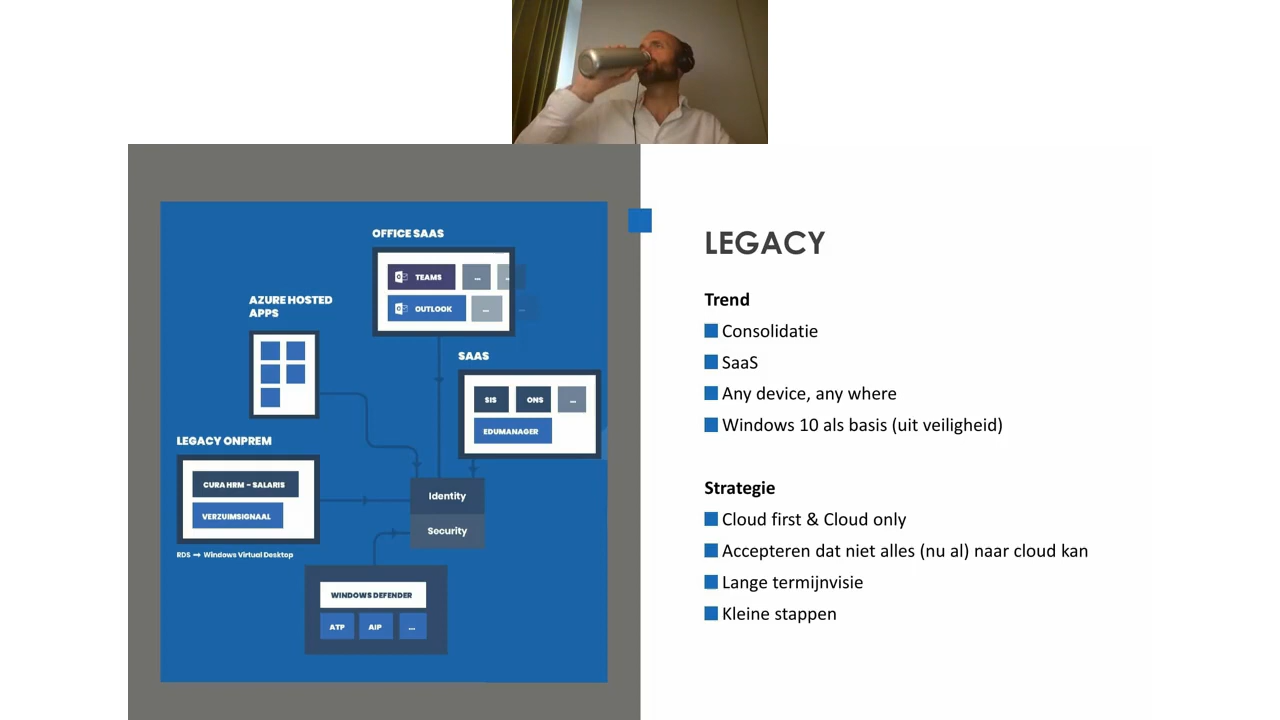 OFFICE SAAS
TEAMS ... ...
OUTLOOK ... ...
AZURE HOSTED
APPS
SAAS
SIS ONS ...
EDUMANAGER
LEGACY ONPREM
CURA HRM – SALARIS
VERZUIMSIGNAAL
RDS → Windows Virtual Desktop
Identity
Security
WINDOWS DEFENDER
ATP AIP ...
LEGACY
Trend
Consolidatie
SaaS
Any device, any where
Windows 10 als basis (uit veiligheid)
Strategie
Cloud first & Cloud only
Accepteren dat niet alles (nu al) naar cloud kan
Lange termijnvisie
Kleine stappen